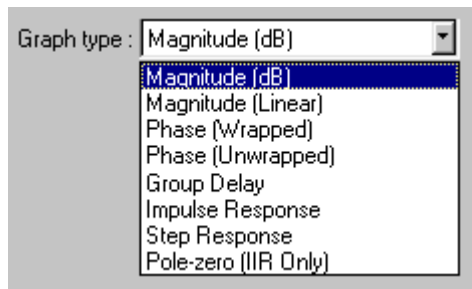 Graph type : Magnitude (dB)
Magnitude (dB)
Magnitude (Linear)
Phase (Wrapped)
Phase (Unwrapped)
Group Delay
Impulse Response
Step Response
Pole-zero (IIR Only)